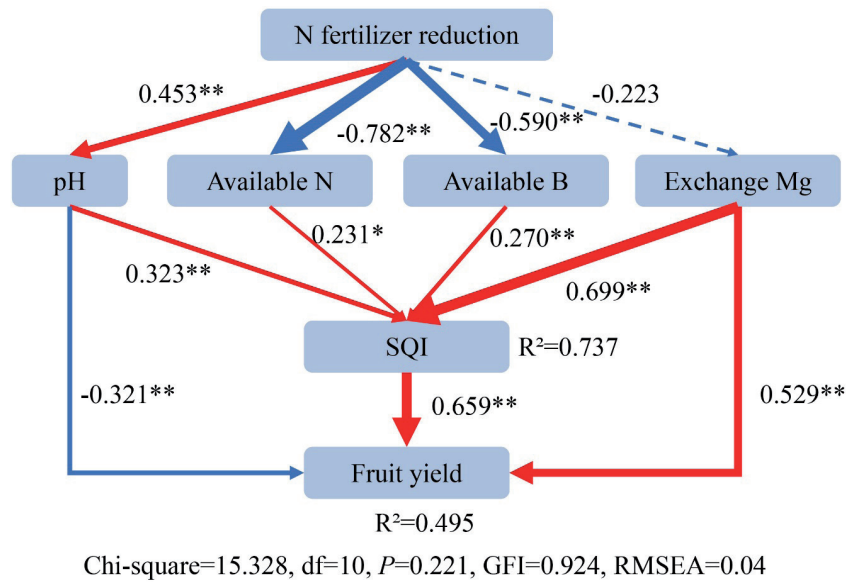 N fertilizer reduction
0.453**
-0.782**
-0.590**
-0.223
pH
Available N
Available B
Exchange Mg
0.323**
0.231*
0.270**
0.699**
SQI
R²=0.737
-0.321**
0.659**
0.529**
Fruit yield
R²=0.495
Chi-square=15.328, df=10, P=0.221, GFI=0.924, RMSEA=0.04